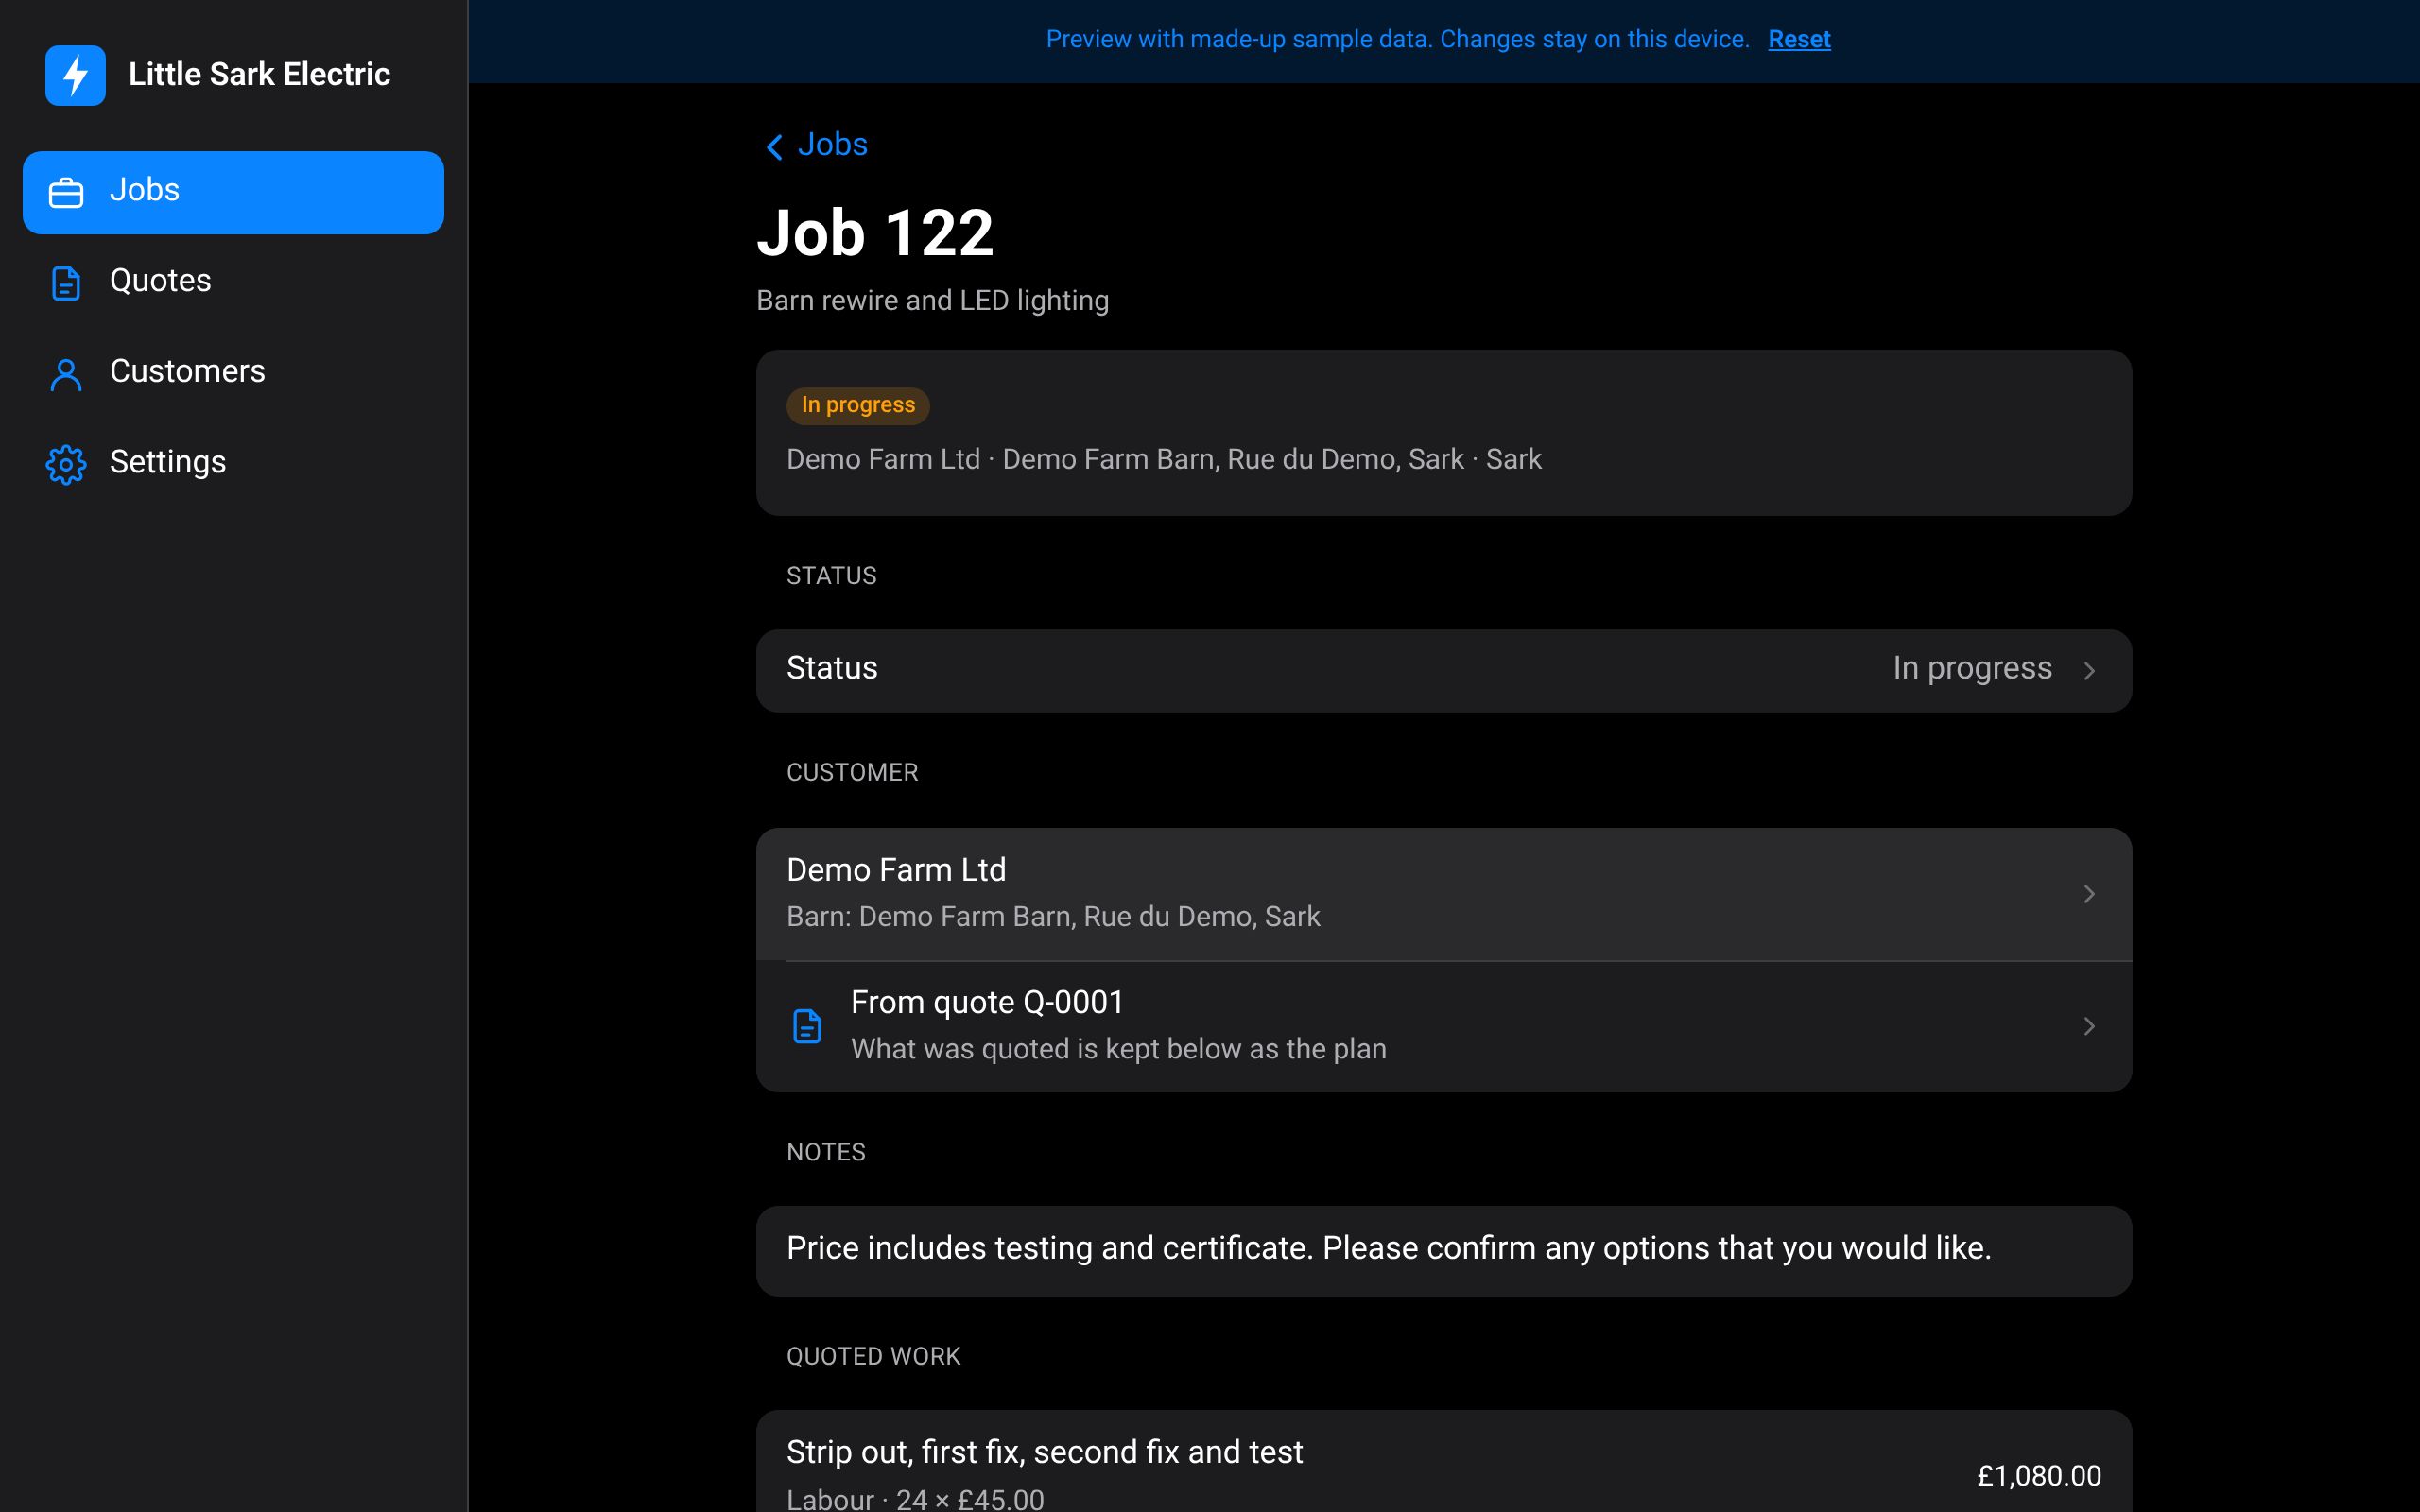 Little Sark Electric
Jobs
Quotes
Customers
Settings
Preview with made-up sample data. Changes stay on this device. Reset
Jobs
Job 122
Barn rewire and LED lighting
In progress
Demo Farm Ltd · Demo Farm Barn, Rue du Demo, Sark · Sark
STATUS
Status In progress
CUSTOMER
Demo Farm Ltd
Barn: Demo Farm Barn, Rue du Demo, Sark
From quote Q-0001
What was quoted is kept below as the plan
NOTES
Price includes testing and certificate. Please confirm any options that you would like.
QUOTED WORK
Strip out, first fix, second fix and test
£1,080.00
Labour · 24 × £45.00